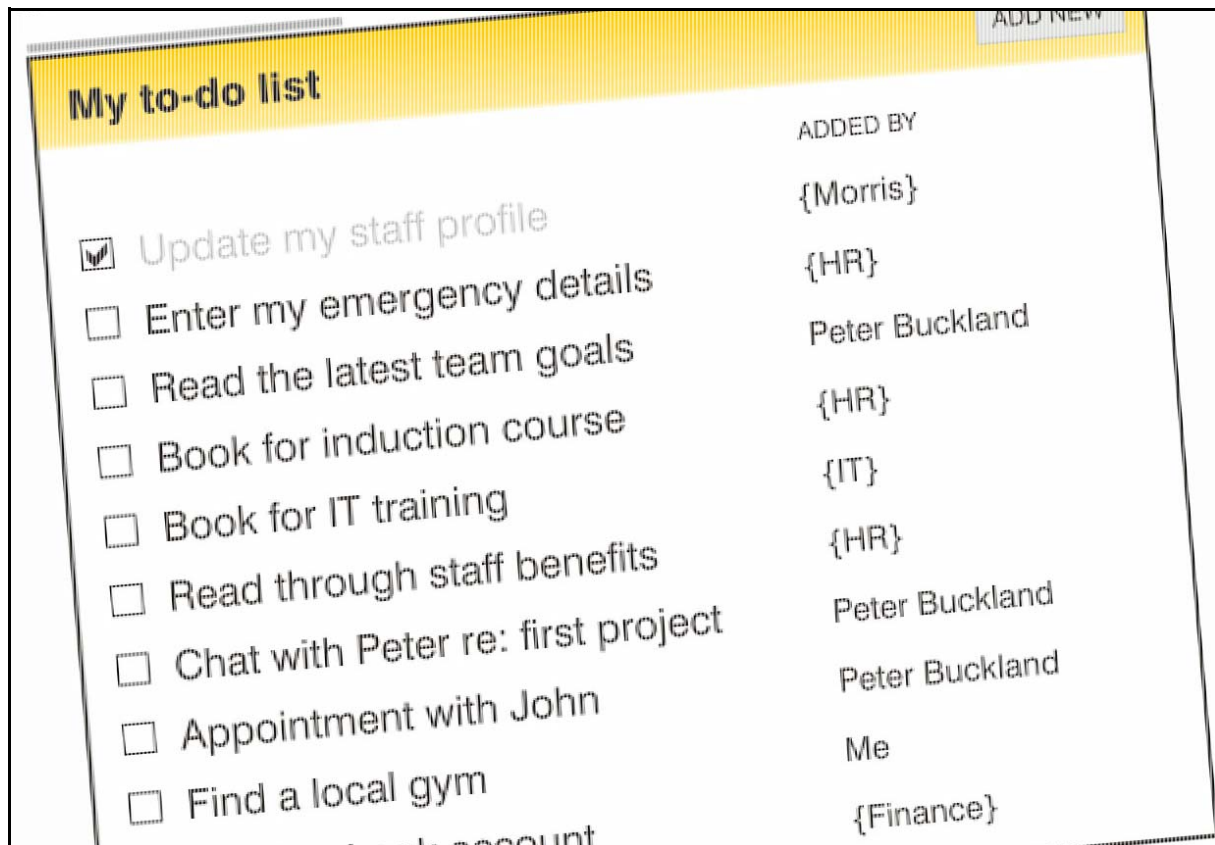 ADD NEW
My to-do list
ADDED BY
Update my staff profile {Morris}
Enter my emergency details {HR}
Read the latest team goals Peter Buckland
Book for induction course {HR}
Book for IT training {IT}
Read through staff benefits {HR}
Chat with Peter re: first project Peter Buckland
Appointment with John Peter Buckland
Find a local gym Me
account {Finance}